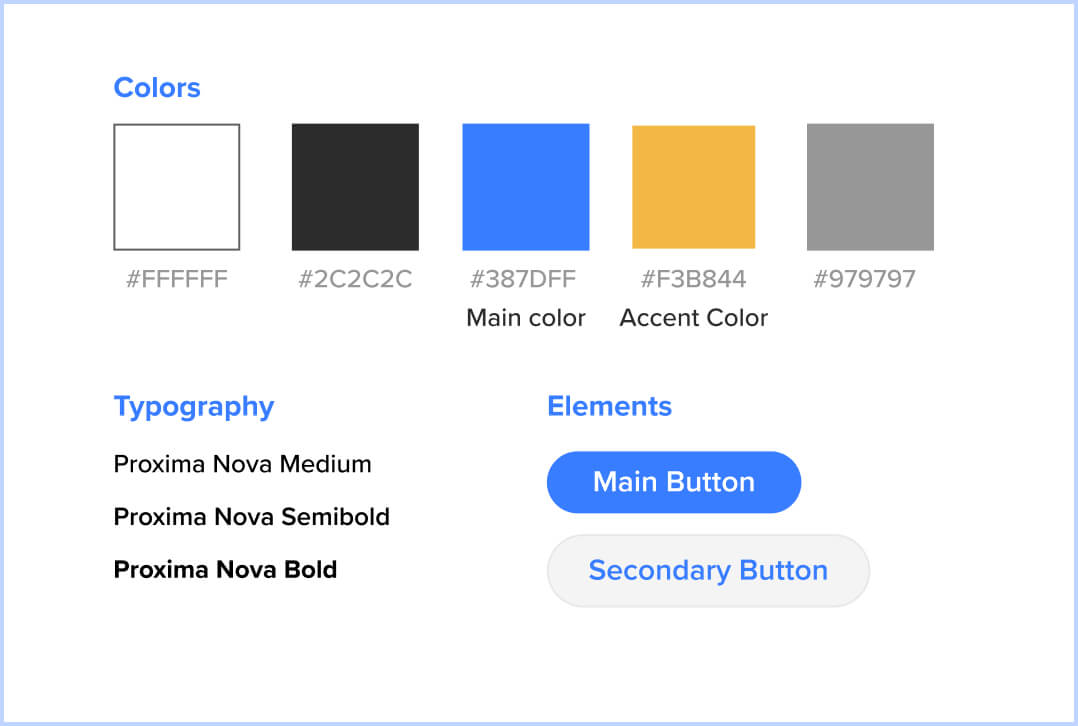 Colors
#FFFFFF
#2C2C2C
#387DFF
#F3B844
#979797
Main color
Accent Color
Typography
Proxima Nova Medium
Proxima Nova Semibold
Proxima Nova Bold
Elements
Main Button
Secondary Button